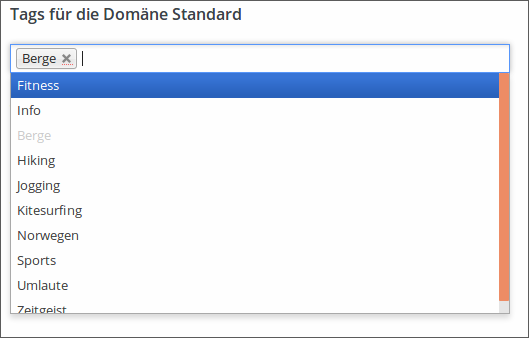 Tags für die Domäne Standard
Berge
Fitness
Info
Berge
Hiking
Jogging
Kitesurfing
Norwegen
Sports
Umlaute
Zeitgeist